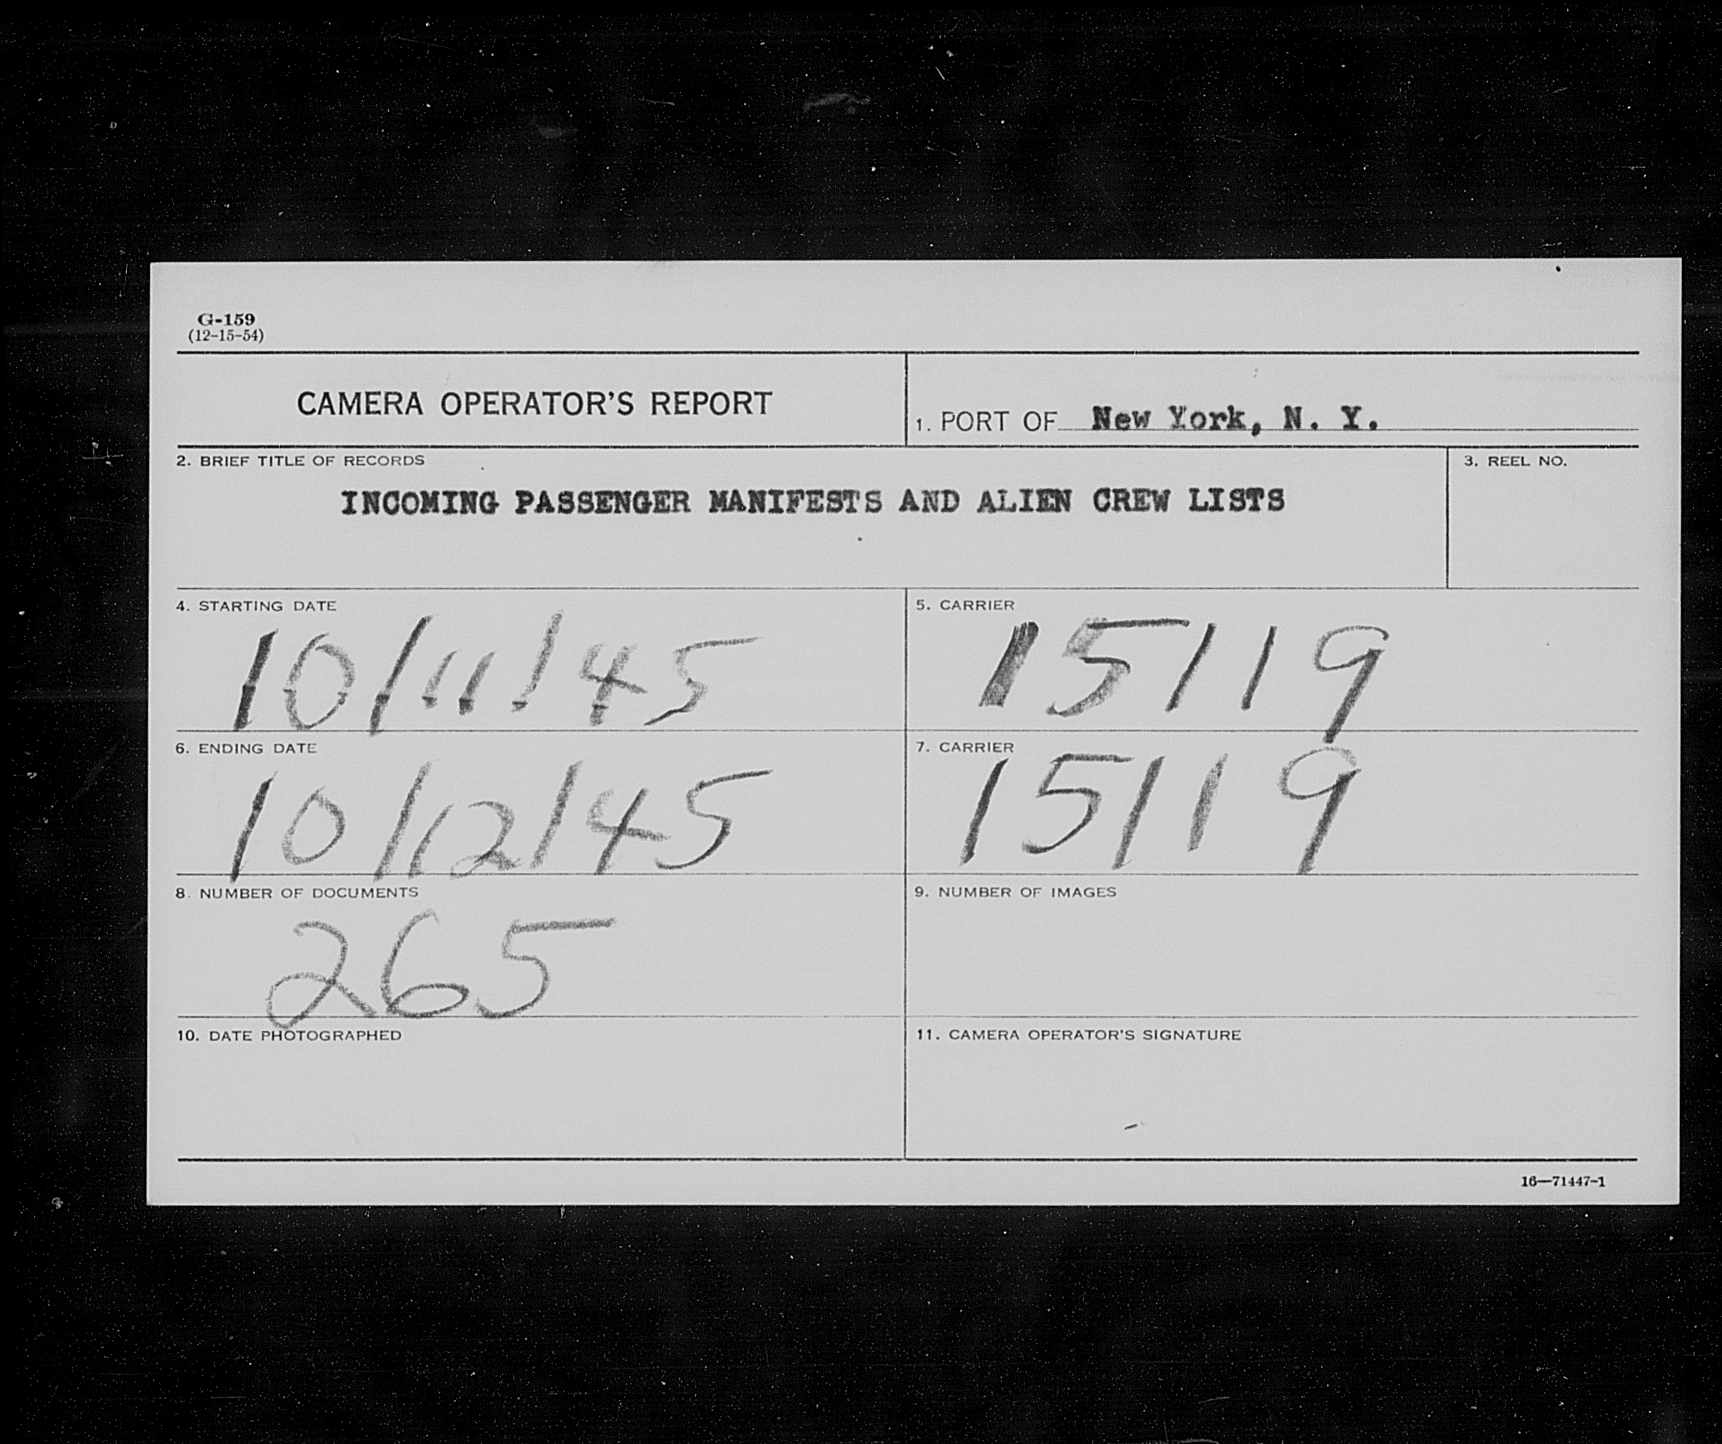 G-159
(12-15-54)
CAMERA OPERATOR'S REPORT
1. PORT OF New York, N. Y.
2. BRIEF TITLE OF RECORDS
3. REEL NO.
INCOMING PASSENGER MANIFESTS AND ALIEN CREW LISTS
4. STARTING DATE
10/11/45
5. CARRIER
15119
6. ENDING DATE
10/12/45
7. CARRIER
15119
8. NUMBER OF DOCUMENTS
265
9. NUMBER OF IMAGES
10. DATE PHOTOGRAPHED
11. CAMERA OPERATOR'S SIGNATURE
16—71447-1